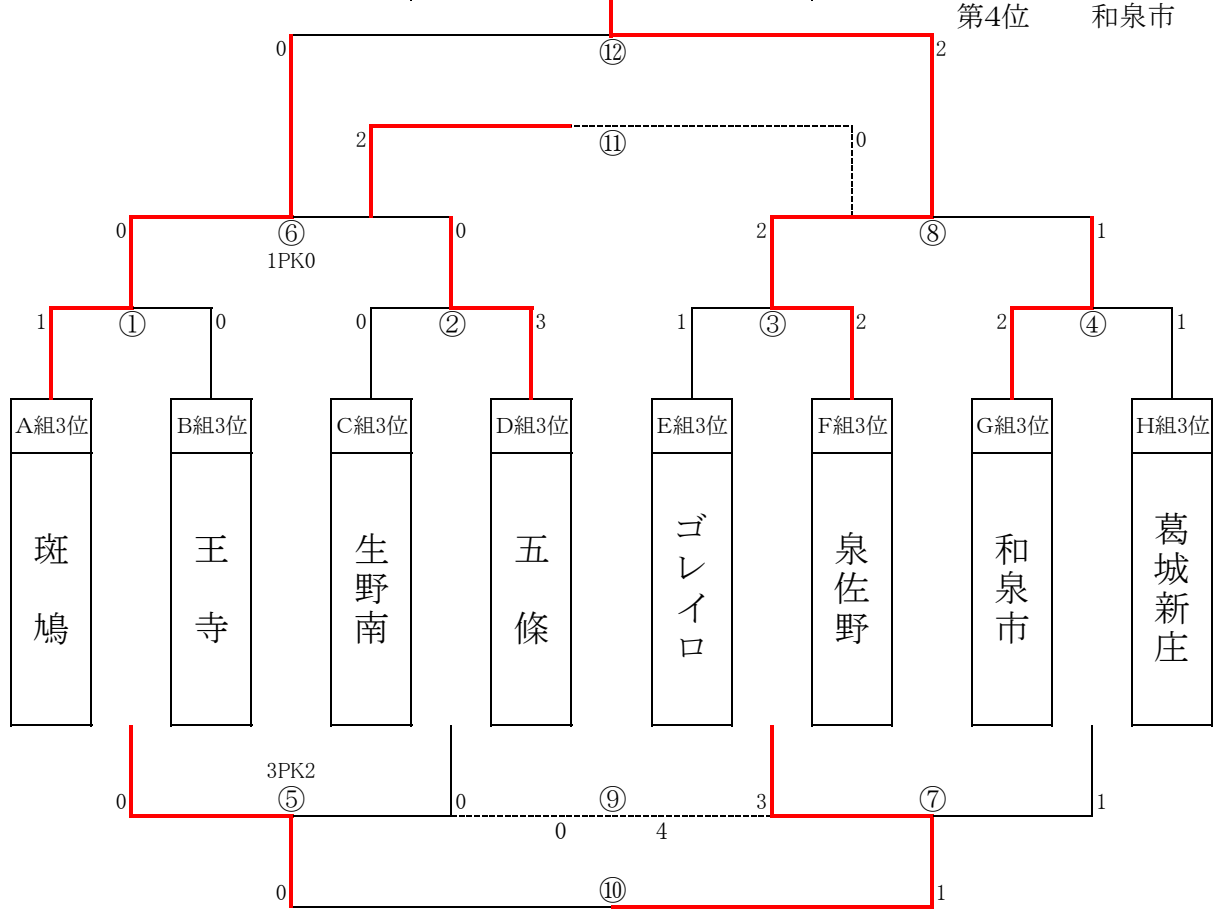 第4位 和泉市
0 ⑫ 2
2 ⑪ 0
0 ⑥ 0 2 ⑧ 1
1PK0
1 ① 0 0 ② 3 1 ③ 2 2 ④ 1
A組3位 B組3位 C組3位 D組3位 E組3位 F組3位 G組3位 H組3位
斑鳩 王寺 生野南 五條 ゴレイロ 泉佐野 和泉市 葛城新庄
3PK2
0 ⑤ 0 ⑨ 3 ⑦ 1
0 4
0 ⑩ 1